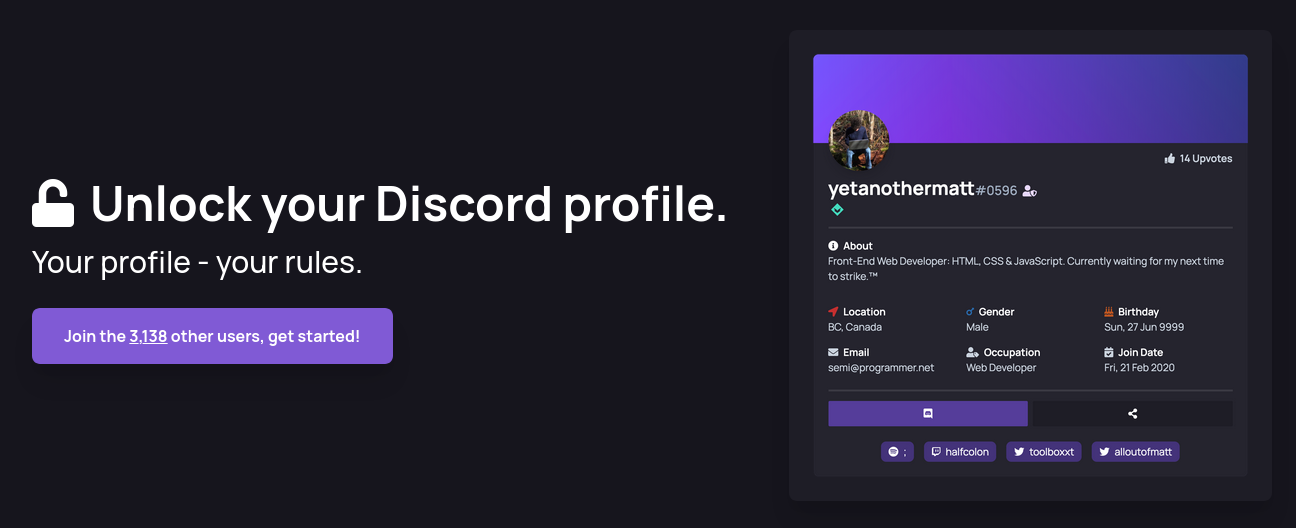 Unlock your Discord profile.
Your profile - your rules.
Join the 3,138 other users, get started!
14 Upvotes
yetanothermatt#0596
About
Front-End Web Developer: HTML, CSS & JavaScript. Currently waiting for my next time
to strike.™
Location Gender Birthday
BC, Canada Male Sun, 27 Jun 9999
Email Occupation Join Date
semi@programmer.net Web Developer Fri, 21 Feb 2020
; halfcolon toolboxxt alloutofmatt